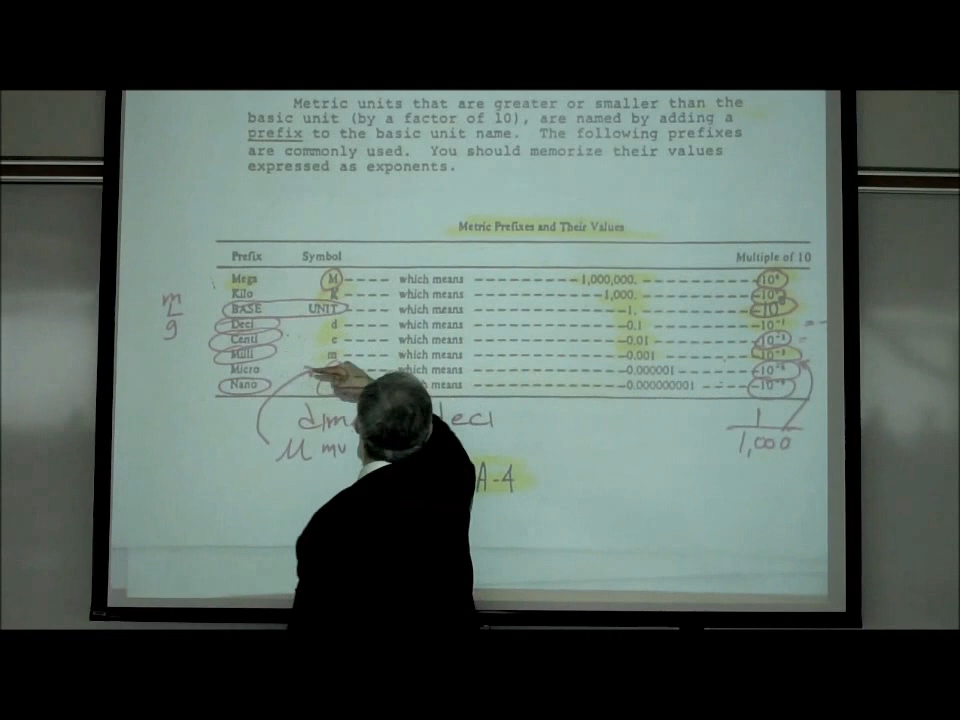 Metric units that are greater or smaller than the
basic unit (by a factor of 10), are named by adding a
prefix to the basic unit name. The following prefixes
are commonly used. You should memorize their values
expressed as exponents.
Metric Prefixes and Their Values
Prefix Symbol Multiple of 10
Mega M ---- which means ---- 1,000,000. ---- 10⁶
Kilo K ---- which means ---- 1,000. ---- 10³
BASE UNIT ---- which means ---- 1. ---- 10
Deci d ---- which means ---- 0.1 ---- 10⁻¹
Centi c ---- which means ---- 0.01 ---- 10⁻²
Milli m ---- which means ---- 0.001 ---- 10⁻³
Micro which means ---- 0.000001 ---- 10⁻⁶
Nano means ---- 0.000000001 ---- 10⁻⁹
m
g
1
1,000
dim deci
M mu
A-4